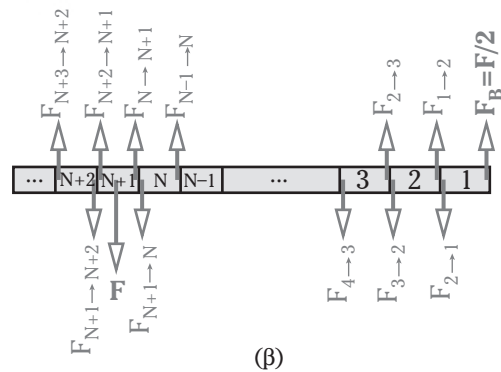 F_{N+3→N+2}
F_{N+2→N+1}
F_{N→N+1}
F_{N-1→N}
F_{2→3}
F_{1→2}
F_B=F/2
... N+2 N+1 N N-1 ... 3 2 1
F_{N+1→N+2}
F
F_{N+1→N}
F_{4→3}
F_{3→2}
F_{2→1}
(β)